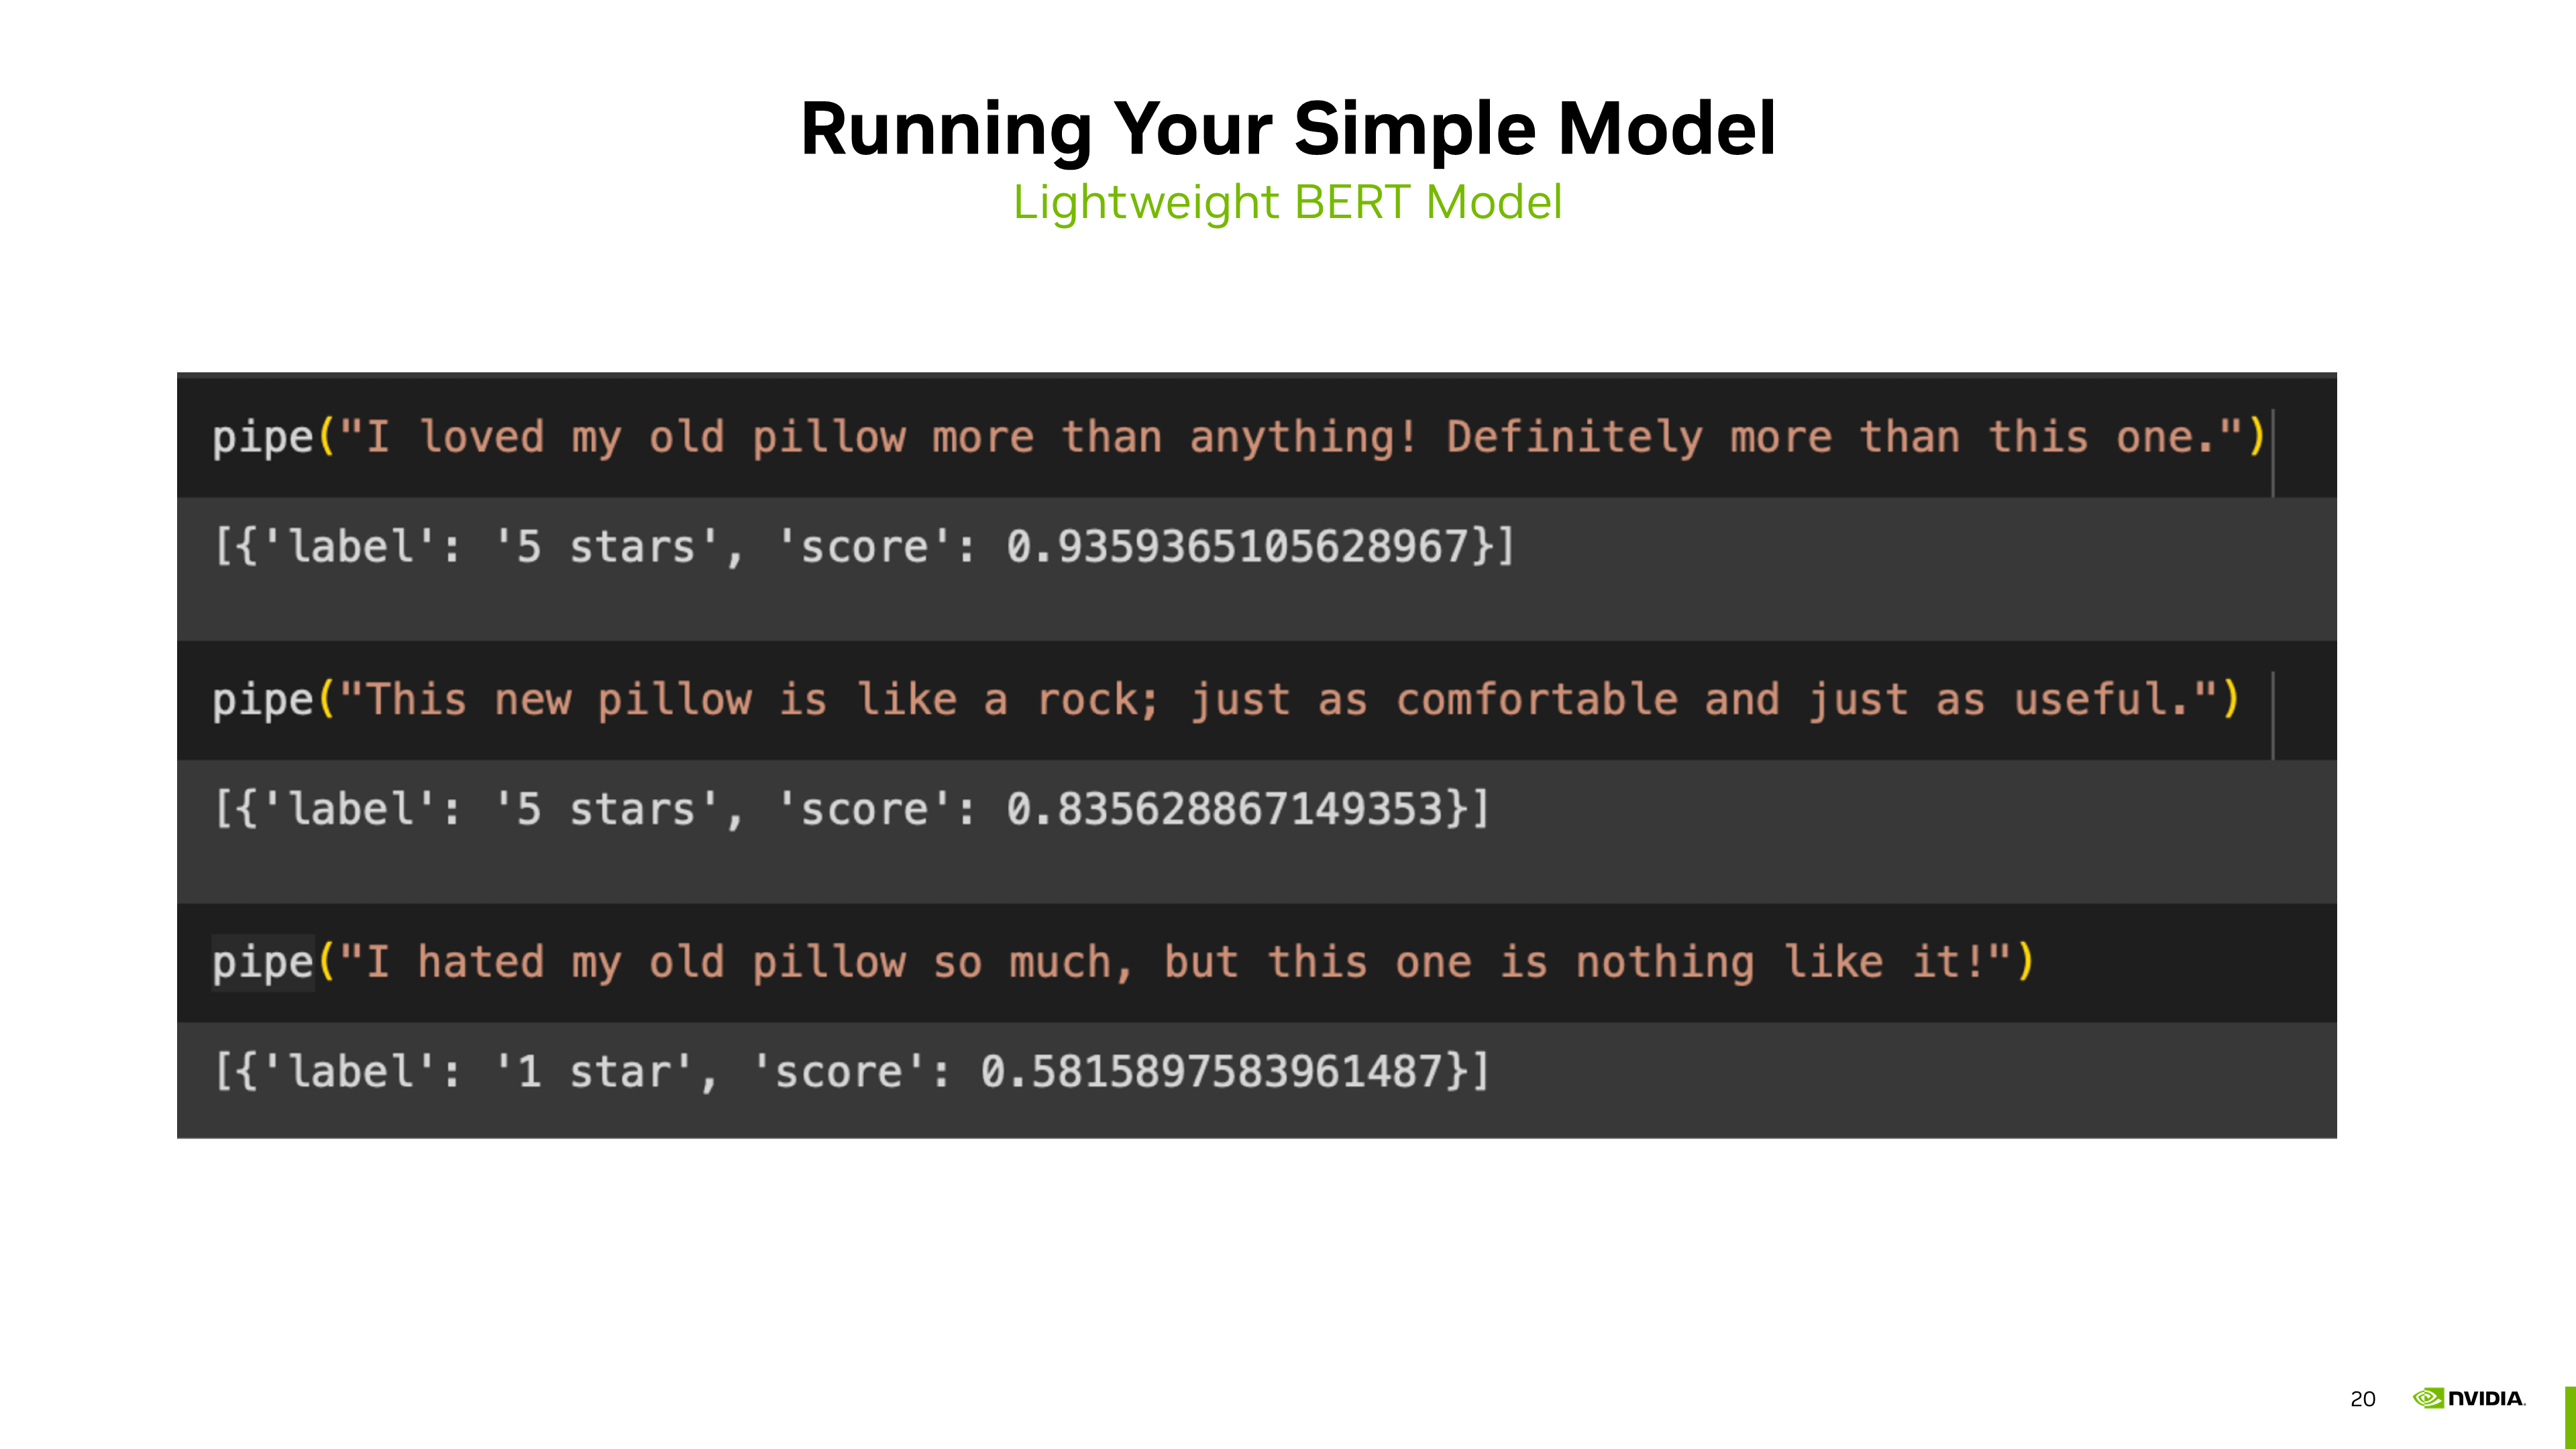 Running Your Simple Model
Lightweight BERT Model
pipe("I loved my old pillow more than anything! Definitely more than this one.")
[{'label': '5 stars', 'score': 0.9359365105628967}]
pipe("This new pillow is like a rock; just as comfortable and just as useful.")
[{'label': '5 stars', 'score': 0.835628867149353}]
pipe("I hated my old pillow so much, but this one is nothing like it!")
[{'label': '1 star', 'score': 0.5815897583961487}]
20 NVIDIA.